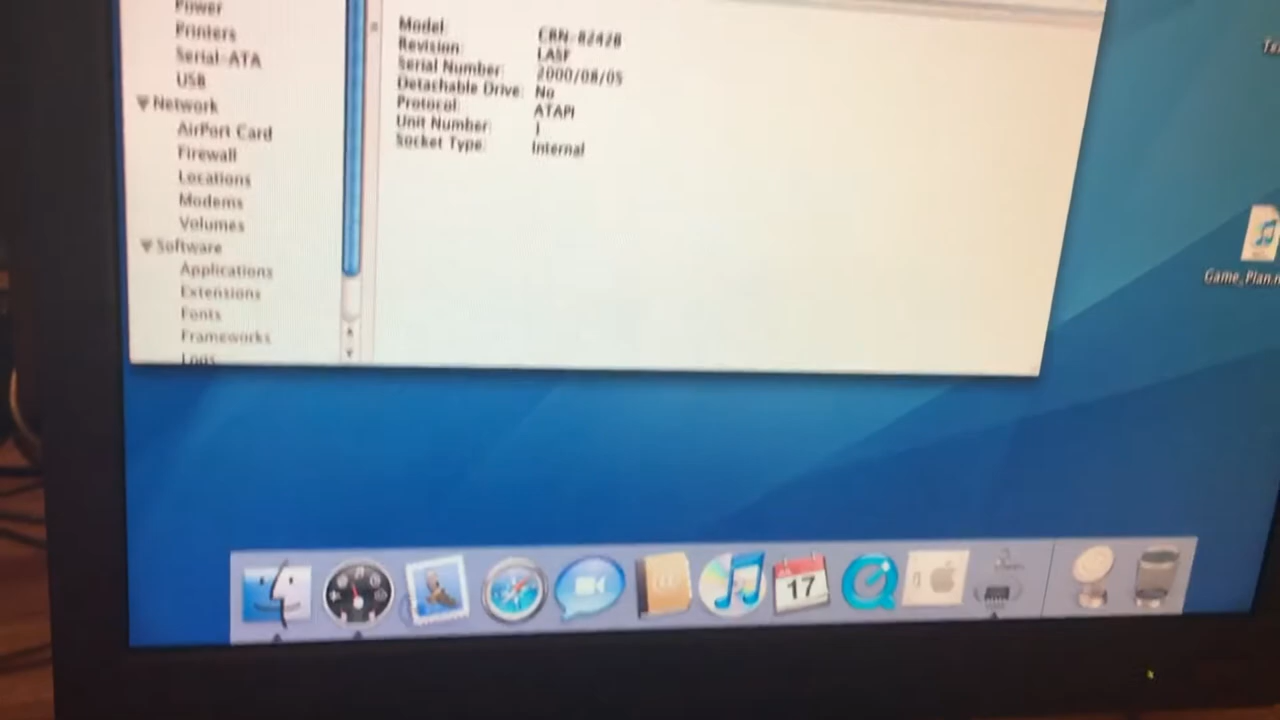 Power
Printers
Serial-ATA
USB
Network
AirPort Card
Firewall
Locations
Modems
Volumes
Software
Applications
Extensions
Fonts
Frameworks
Logs
Model: CRN-8242B
Revision: LASF
Serial Number: 2000/08/05
Detachable Drive: No
Protocol: ATAPI
Unit Number: 1
Socket Type: Internal
Game_Plan.
17